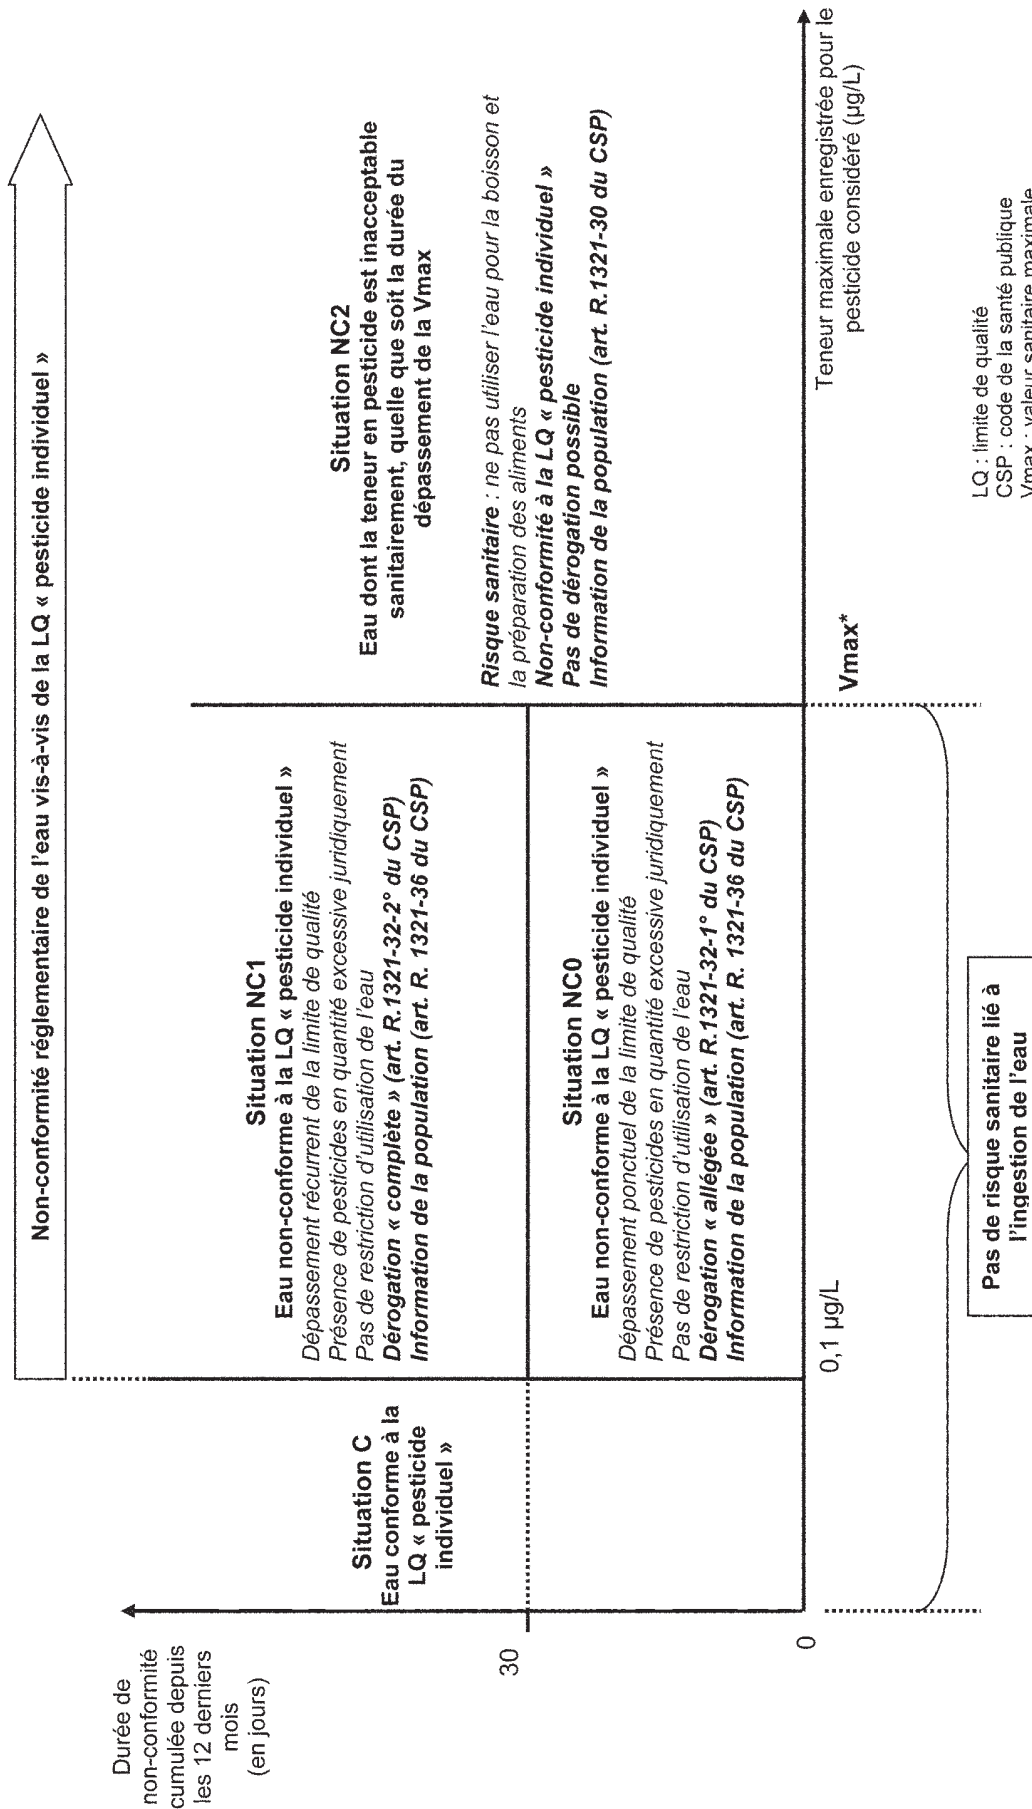 Non-conformité réglementaire de l'eau vis-à-vis de la LQ « pesticide individuel »
Durée de
non-conformité
cumulée depuis
les 12 derniers
mois
(en jours)
30
0
Situation C
Eau conforme à la
LQ « pesticide
individuel »
Situation NC1
Eau non-conforme à la LQ « pesticide individuel »
Dépassement récurrent de la limite de qualité
Présence de pesticides en quantité excessive juridiquement
Pas de restriction d'utilisation de l'eau
Dérogation « complète » (art. R.1321-32-2° du CSP)
Information de la population (art. R. 1321-36 du CSP)
Situation NC0
Eau non-conforme à la LQ « pesticide individuel »
Dépassement ponctuel de la limite de qualité
Présence de pesticides en quantité excessive juridiquement
Pas de restriction d'utilisation de l'eau
Dérogation « allégée » (art. R.1321-32-1° du CSP)
Information de la population (art. R. 1321-36 du CSP)
Situation NC2
Eau dont la teneur en pesticide est inacceptable
sanitairement, quelle que soit la durée du
dépassement de la Vmax
Risque sanitaire : ne pas utiliser l'eau pour la boisson et
la préparation des aliments
Non-conformité à la LQ « pesticide individuel »
Pas de dérogation possible
Information de la population (art. R.1321-30 du CSP)
0,1 µg/L
Vmax*
Teneur maximale enregistrée pour le
pesticide considéré (µg/L)
Pas de risque sanitaire lié à
l'ingestion de l'eau
LQ : limite de qualité
CSP : code de la santé publique
Vmax : valeur sanitaire maximale